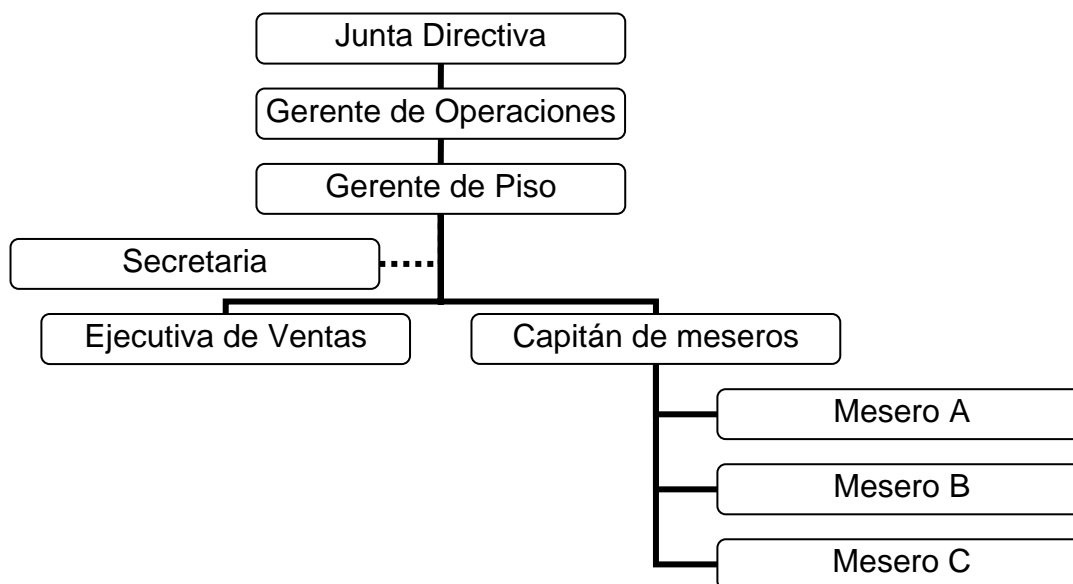 Junta Directiva
Gerente de Operaciones
Gerente de Piso
Secretaria
Ejecutiva de Ventas
Capitán de meseros
Mesero A
Mesero B
Mesero C